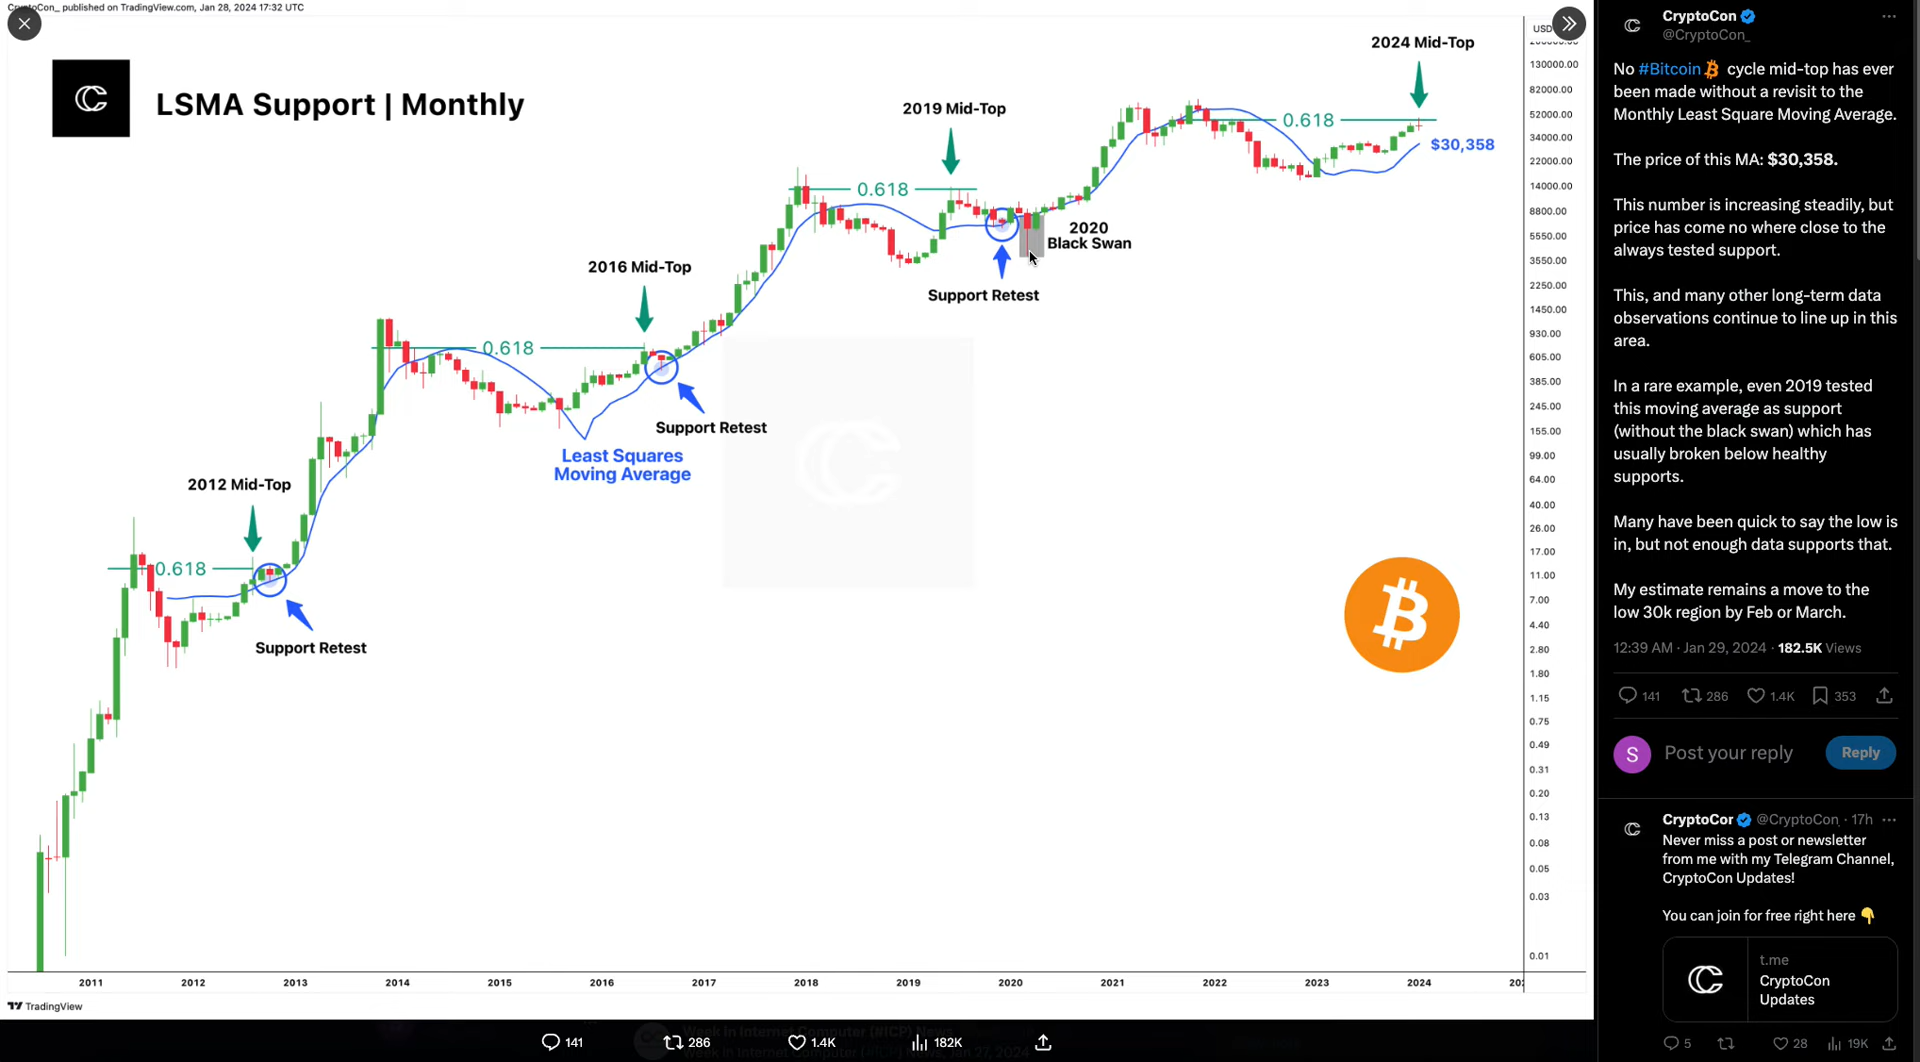 CryptoCon_ published on TradingView.com, Jan 28, 2024 17:32 UTC
LSMA Support | Monthly
2024 Mid-Top
2019 Mid-Top
2016 Mid-Top
2012 Mid-Top
0.618
0.618
0.618
0.618
$30,358
2020
Black Swan
Support Retest
Support Retest
Support Retest
Least Squares
Moving Average
USD
130000.00
82000.00
52000.00
34000.00
22000.00
14000.00
8800.00
5550.00
3550.00
2250.00
1450.00
930.00
605.00
385.00
245.00
155.00
99.00
64.00
40.00
26.00
17.00
11.00
7.00
4.40
2.80
1.80
1.15
0.75
0.49
0.31
0.20
0.13
0.08
0.05
0.03
0.01
2011 2012 2013 2014 2015 2016 2017 2018 2019 2020 2021 2022 2023 2024
TradingView
141 286 1.4K 182K
CryptoCon
@CryptoCon_
No #Bitcoin cycle mid-top has ever
been made without a revisit to the
Monthly Least Square Moving Average.
The price of this MA: $30,358.
This number is increasing steadily, but
price has come no where close to the
always tested support.
This, and many other long-term data
observations continue to line up in this
area.
In a rare example, even 2019 tested
this moving average as support
(without the black swan) which has
usually broken below healthy
supports.
Many have been quick to say the low is
in, but not enough data supports that.
My estimate remains a move to the
low 30k region by Feb or March.
12:39 AM · Jan 29, 2024 · 182.5K Views
141 286 1.4K 353
S
Post your reply
Reply
CryptoCor @CryptoCon_ · 17h
Never miss a post or newsletter
from me with my Telegram Channel,
CryptoCon Updates!
You can join for free right here 👇
t.me
CryptoCon
Updates
5 28 19K